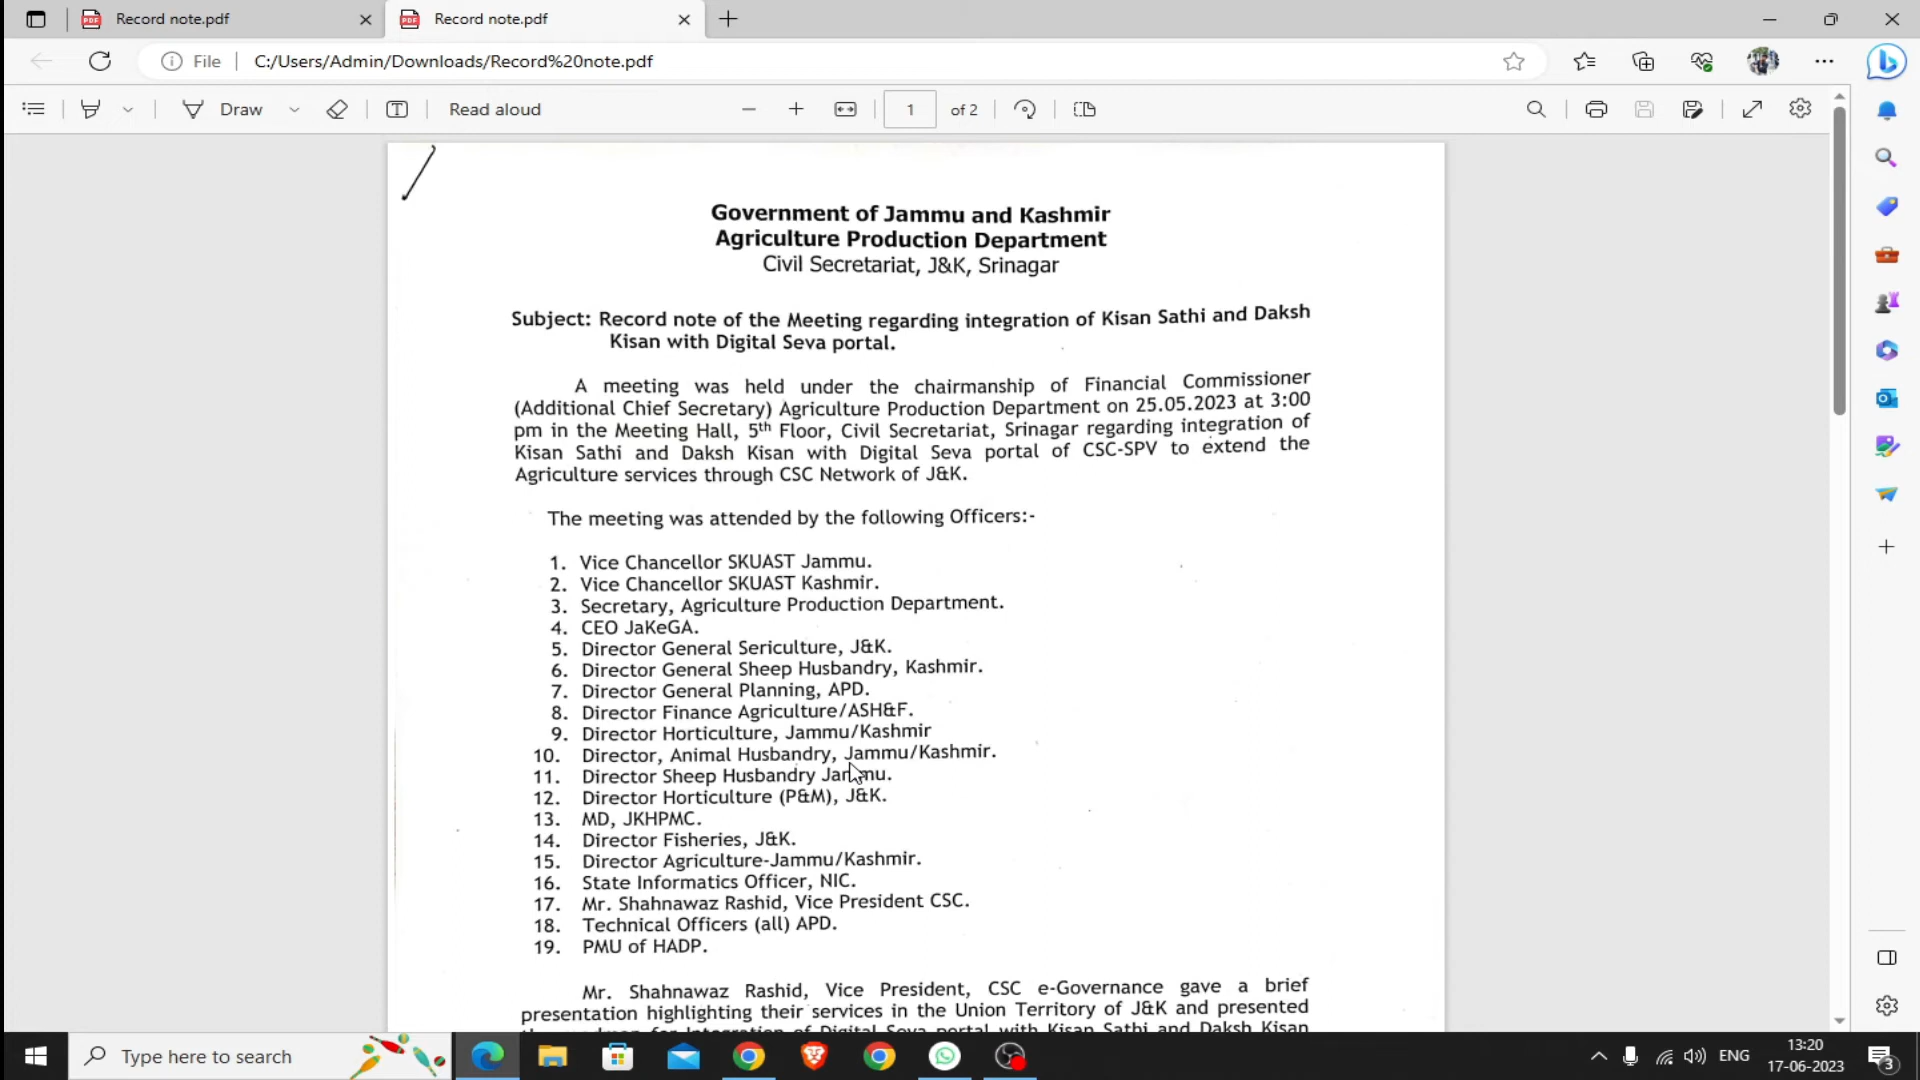 Record note.pdf
Record note.pdf
File
C:/Users/Admin/Downloads/Record%20note.pdf
Draw
Read aloud
1
of 2
Government of Jammu and Kashmir
Agriculture Production Department
Civil Secretariat, J&K, Srinagar
Subject: Record note of the Meeting regarding integration of Kisan Sathi and Daksh
Kisan with Digital Seva portal.
A meeting was held under the chairmanship of Financial Commissioner
(Additional Chief Secretary) Agriculture Production Department on 25.05.2023 at 3:00
pm in the Meeting Hall, 5th Floor, Civil Secretariat, Srinagar regarding integration of
Kisan Sathi and Daksh Kisan with Digital Seva portal of CSC-SPV to extend the
Agriculture services through CSC Network of J&K.
The meeting was attended by the following Officers:-
1. Vice Chancellor SKUAST Jammu.
2. Vice Chancellor SKUAST Kashmir.
3. Secretary, Agriculture Production Department.
4. CEO JaKeGA.
5. Director General Sericulture, J&K.
6. Director General Sheep Husbandry, Kashmir.
7. Director General Planning, APD.
8. Director Finance Agriculture/ASH&F.
9. Director Horticulture, Jammu/Kashmir
10. Director, Animal Husbandry, Jammu/Kashmir.
11. Director Sheep Husbandry Jammu.
12. Director Horticulture (P&M), J&K.
13. MD, JKHPMC.
14. Director Fisheries, J&K.
15. Director Agriculture-Jammu/Kashmir.
16. State Informatics Officer, NIC.
17. Mr. Shahnawaz Rashid, Vice President CSC.
18. Technical Officers (all) APD.
19. PMU of HADP.
Mr. Shahnawaz Rashid, Vice President, CSC e-Governance gave a brief
presentation highlighting their services in the Union Territory of J&K and presented
Integration of Digital Seva portal with Kisan Sathi and Daksh Kisan
Type here to search
ENG
13:20
17-06-2023
3